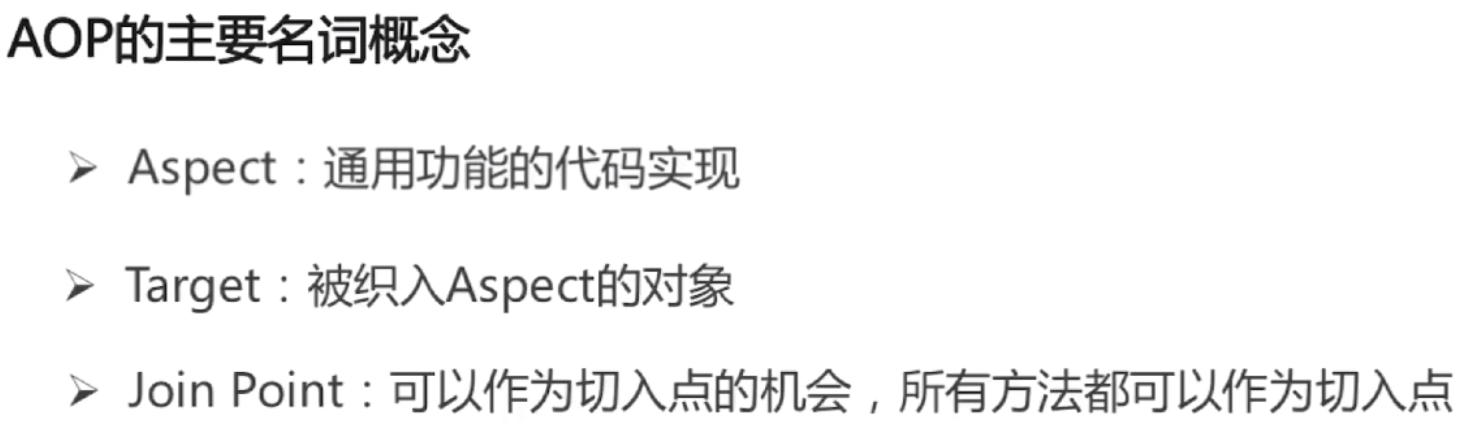 AOP的主要名词概念
➢ Aspect：通用功能的代码实现
➢ Target：被织入Aspect的对象
➢ Join Point：可以作为切入点的机会，所有方法都可以作为切入点